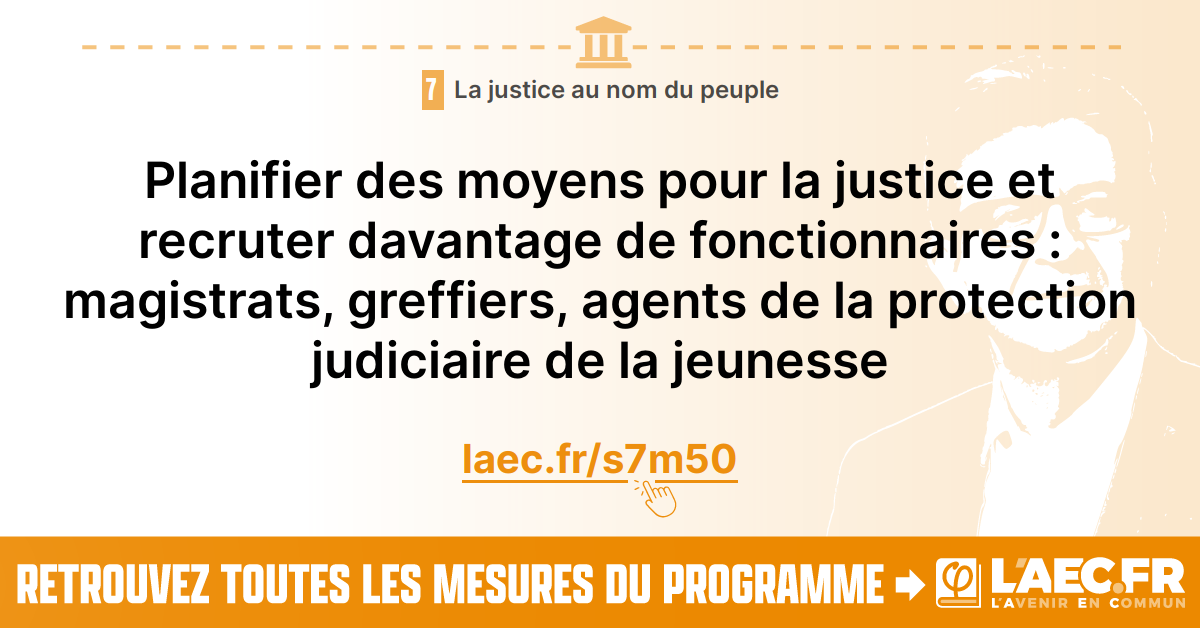 7 La justice au nom du peuple
Planifier des moyens pour la justice et
recruter davantage de fonctionnaires :
magistrats, greffiers, agents de la protection
judiciaire de la jeunesse
laec.fr/s7m50
RETROUVEZ TOUTES LES MESURES DU PROGRAMME
φ L'AEC.FR
L'AVENIR EN COMMUN